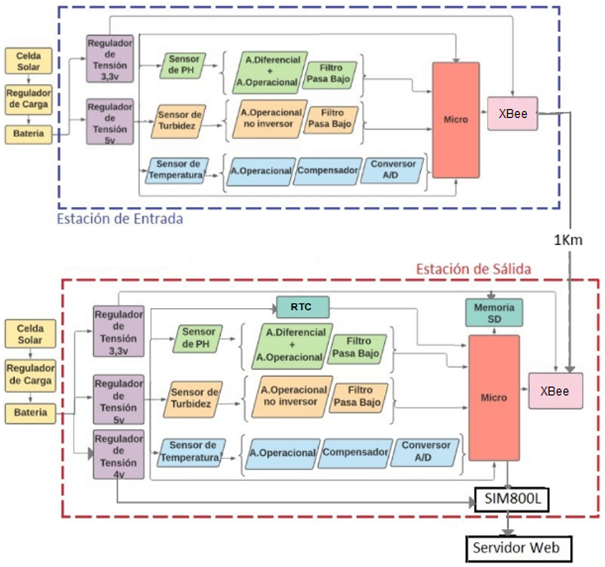 Celda
Solar
Regulador
de Carga
Bateria
Regulador
de
Tensión
3,3v
Regulador
de
Tensión
5v
Sensor
de PH
A.Diferencial
+
A.Operacional
Filtro
Pasa Bajo
Sensor de
Turbidez
A.Operacional
no inversor
Filtro
Pasa Bajo
Sensor de
Temperatura
A.Operacional
Compensador
Conversor
A/D
Micro
XBee
Estación de Entrada
1Km
Estación de Sálida
Celda
Solar
Regulador
de Carga
Bateria
Regulador
de
Tensión
3,3v
Regulador
de
Tensión
5v
Regulador
de
Tensión
4v
RTC
Memoria
SD
Sensor
de PH
A.Diferencial
+
A.Operacional
Filtro
Pasa Bajo
Sensor de
Turbidez
A.Operacional
no inversor
Filtro
Pasa Bajo
Sensor de
Temperatura
A.Operacional
Compensador
Conversor
A/D
Micro
XBee
SIM800L
Servidor Web